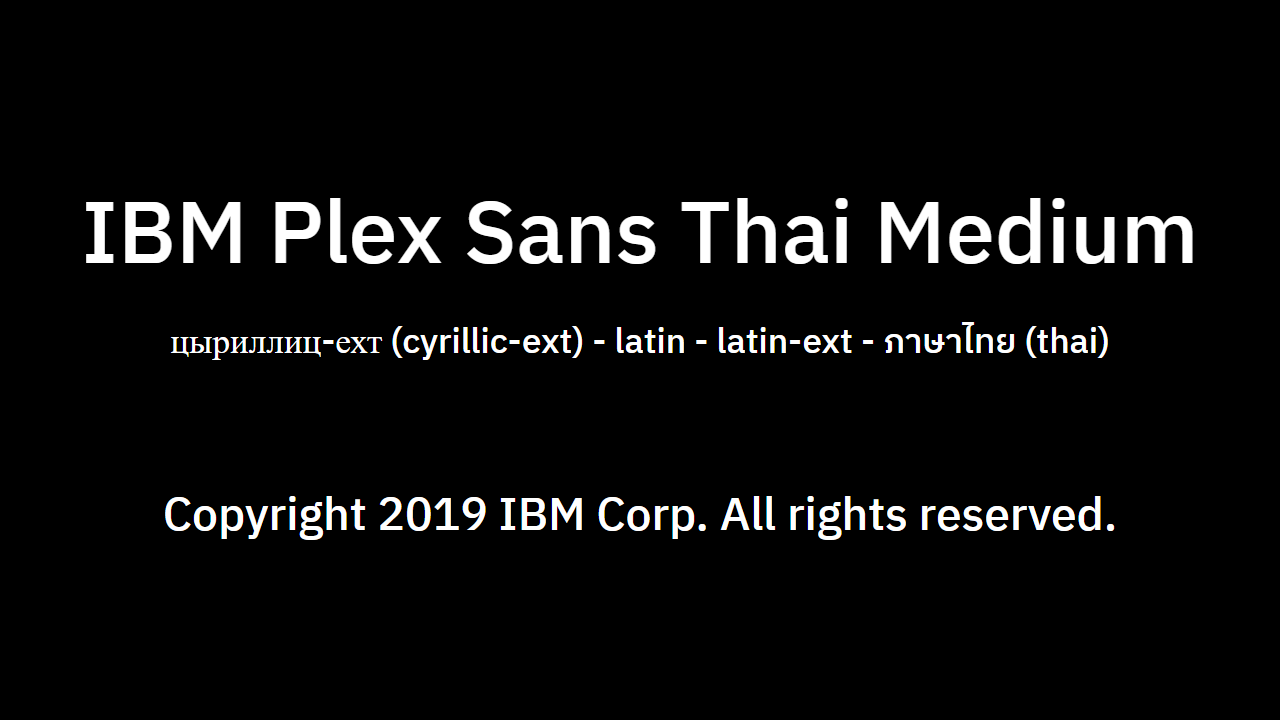 IBM Plex Sans Thai Medium
цыриллиц-ехт (cyrillic-ext) - latin - latin-ext - ภาษาไทย (thai)
Copyright 2019 IBM Corp. All rights reserved.